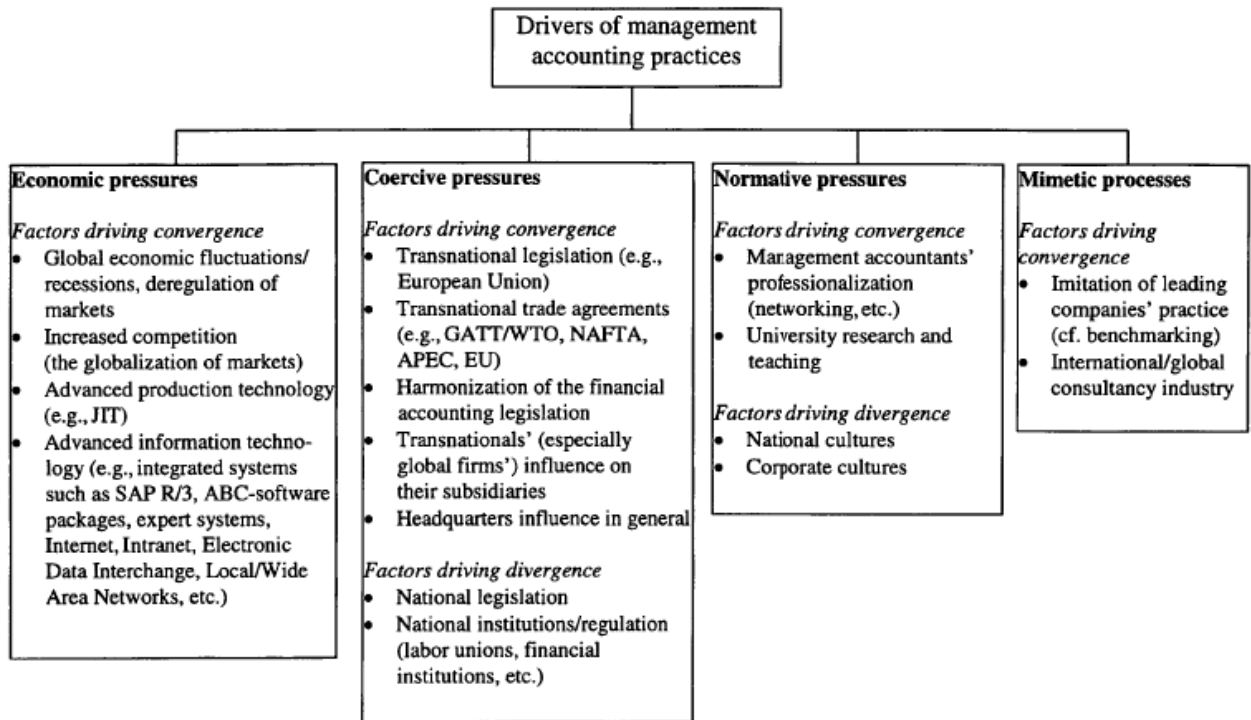 Drivers of management
accounting practices
Economic pressures
Factors driving convergence
• Global economic fluctuations/
recessions, deregulation of
markets
• Increased competition
(the globalization of markets)
• Advanced production technology
(e.g., JIT)
• Advanced information techno-
logy (e.g., integrated systems
such as SAP R/3, ABC-software
packages, expert systems,
Internet, Intranet, Electronic
Data Interchange, Local/Wide
Area Networks, etc.)
Coercive pressures
Factors driving convergence
• Transnational legislation (e.g.,
European Union)
• Transnational trade agreements
(e.g., GATT/WTO, NAFTA,
APEC, EU)
• Harmonization of the financial
accounting legislation
• Transnationals' (especially
global firms') influence on
their subsidiaries
• Headquarters influence in general
Factors driving divergence
• National legislation
• National institutions/regulation
(labor unions, financial
institutions, etc.)
Normative pressures
Factors driving convergence
• Management accountants'
professionalization
(networking, etc.)
• University research and
teaching
Factors driving divergence
• National cultures
• Corporate cultures
Mimetic processes
Factors driving
convergence
• Imitation of leading
companies' practice
(cf. benchmarking)
• International/global
consultancy industry